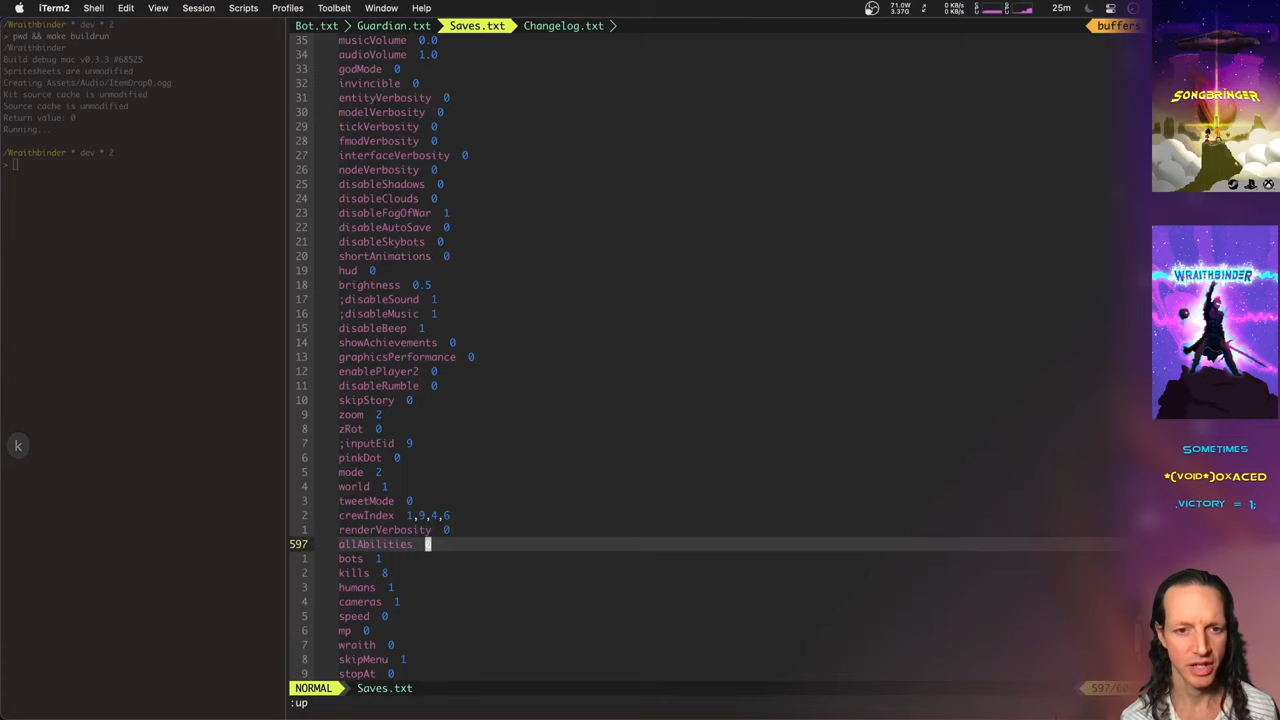 iTerm2 Shell Edit View Session Scripts Profiles Toolbelt Window Help
71.0W 3.37G 0 KB/s 0 KB/s 25m
/Wraithbinder * dev * 2
> pwd && make buildrun
/Wraithbinder
Build debug mac v0.3.3 #68525
Spritesheets are unmodified
Creating Assets/Audio/ItemDrop0.ogg
Kit source cache is unmodified
Source cache is unmodified
Return value: 0
Running...
/Wraithbinder * dev * 2
>
k
Bot.txt Guardian.txt Saves.txt Changelog.txt buffers
35 musicVolume 0.0
34 audioVolume 1.0
33 godMode 0
32 invincible 0
31 entityVerbosity 0
30 modelVerbosity 0
29 tickVerbosity 0
28 fmodVerbosity 0
27 interfaceVerbosity 0
26 nodeVerbosity 0
25 disableShadows 0
24 disableClouds 0
23 disableFogOfWar 1
22 disableAutoSave 0
21 disableSkybots 0
20 shortAnimations 0
19 hud 0
18 brightness 0.5
17 ;disableSound 1
16 ;disableMusic 1
15 disableBeep 1
14 showAchievements 0
13 graphicsPerformance 0
12 enablePlayer2 0
11 disableRumble 0
10 skipStory 0
9 zoom 2
8 zRot 0
7 ;inputEid 9
6 pinkDot 0
5 mode 2
4 world 1
3 tweetMode 0
2 crewIndex 1,9,4,6
1 renderVerbosity 0
597 allAbilities 0
1 bots 1
2 kills 8
3 humans 1
4 cameras 1
5 speed 0
6 mp 0
7 wraith 0
8 skipMenu 1
9 stopAt 0
NORMAL Saves.txt
:up
SONGBRINGER
WRAITHBINDER
Sometimes
*(void*)0xACED
.victory = 1;